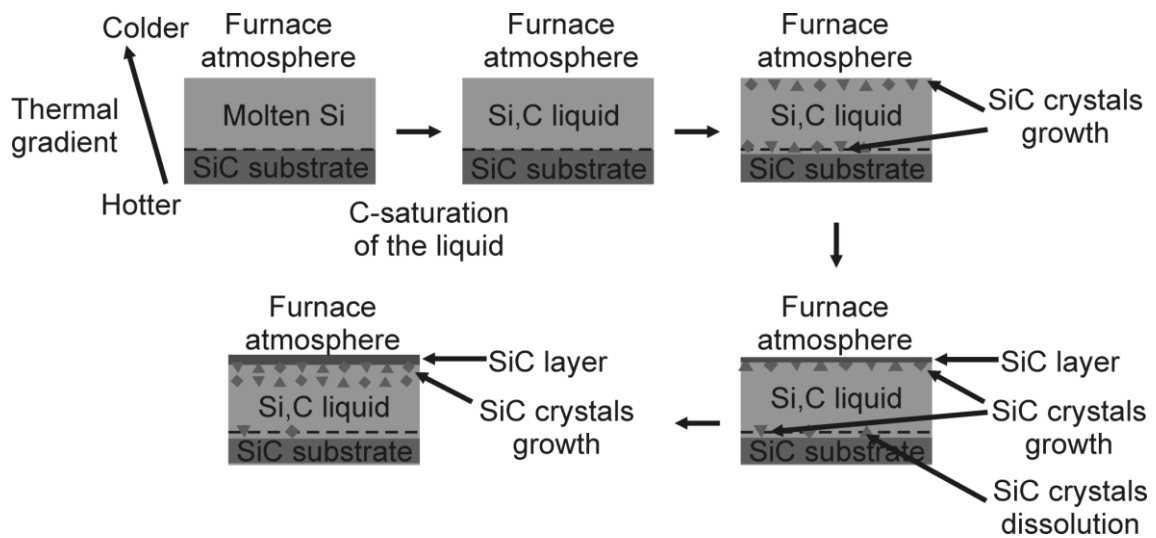 Colder
Thermal
gradient
Hotter
Furnace
atmosphere
Molten Si
SiC substrate
C-saturation
of the liquid
Furnace
atmosphere
Si,C liquid
SiC substrate
Furnace
atmosphere
Si,C liquid
SiC substrate
SiC crystals
growth
Furnace
atmosphere
Si,C liquid
SiC substrate
SiC layer
SiC crystals
growth
SiC crystals
dissolution
Furnace
atmosphere
Si,C liquid
SiC substrate
SiC layer
SiC crystals
growth